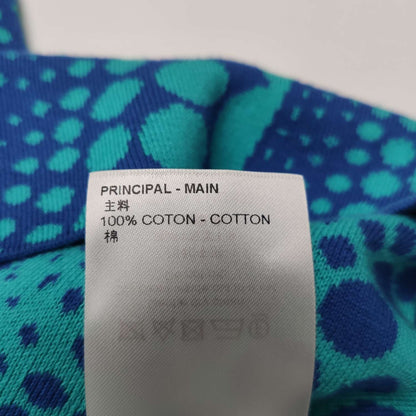 PRINCIPAL - MAIN
主料
100% COTON - COTTON
棉